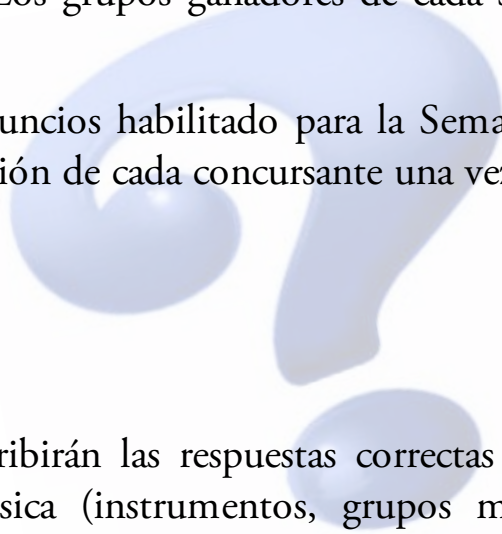 Los grupos ganadores de cada s
uncios habilitado para la Sema
ión de cada concursante una vez
ribirán las respuestas correctas
sica (instrumentos, grupos m